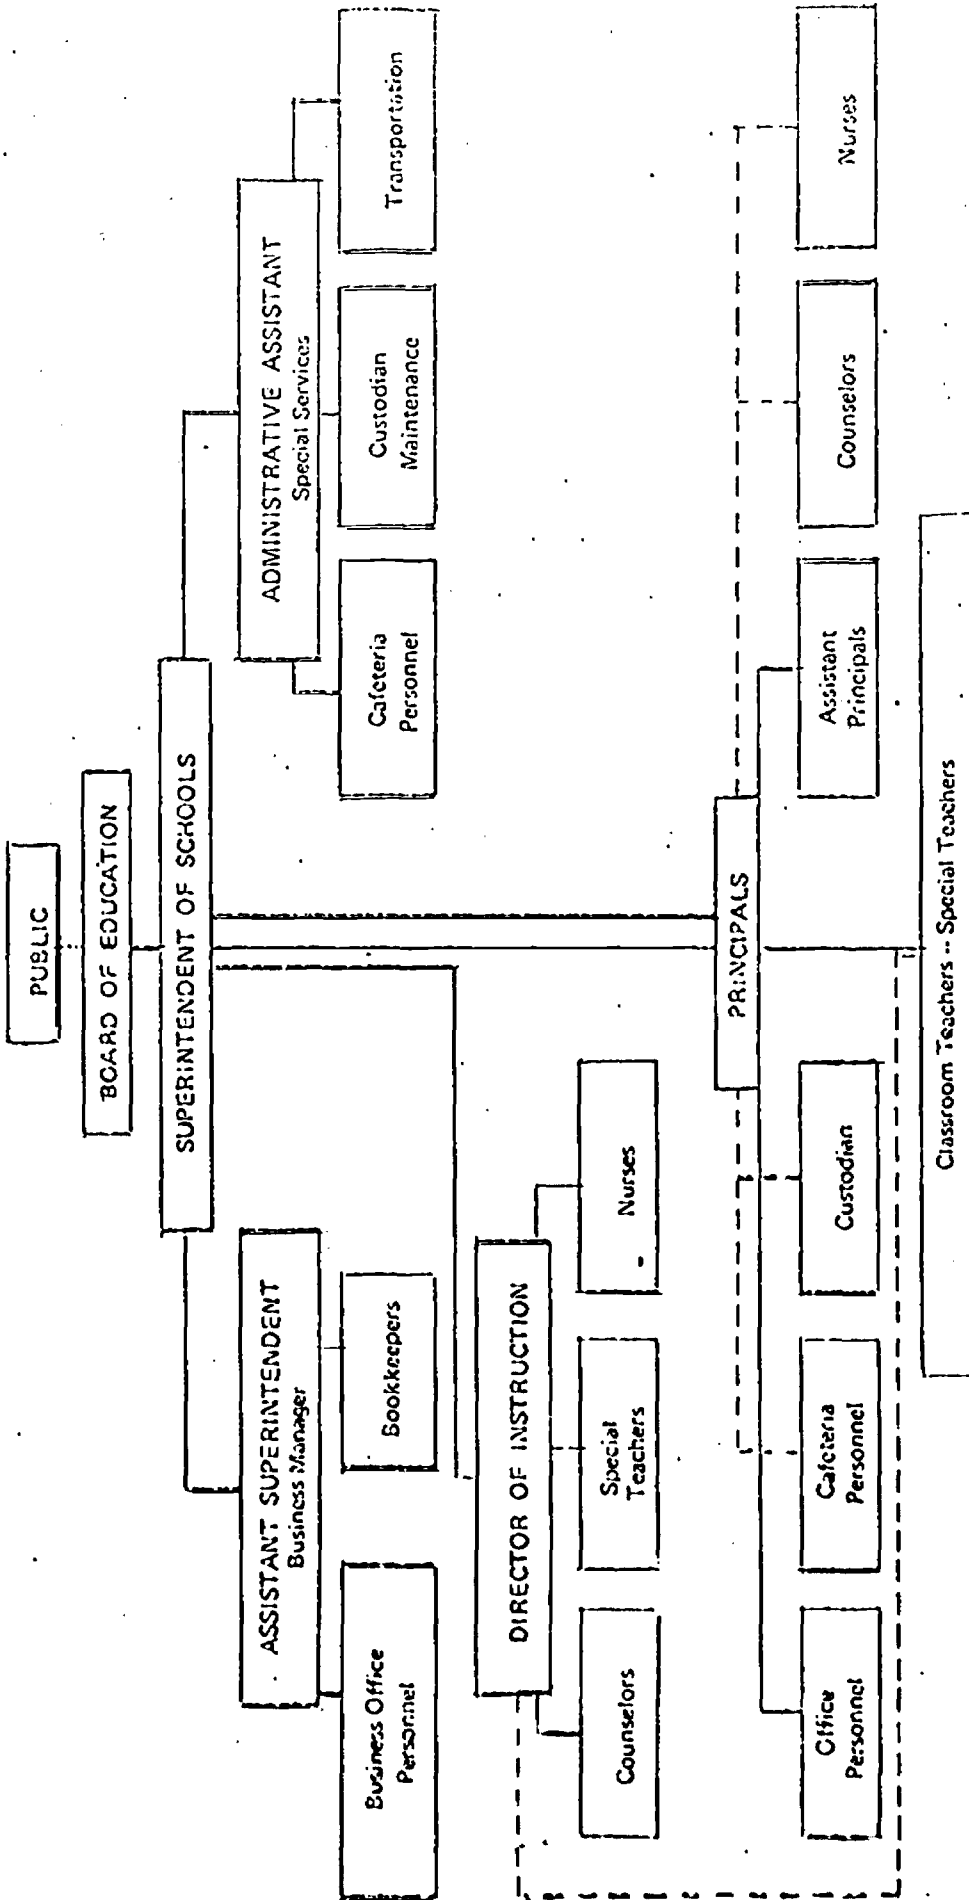 PUBLIC
BOARD OF EDUCATION
SUPERINTENDENT OF SCHOOLS
ASSISTANT SUPERINTENDENT
Business Manager
ADMINISTRATIVE ASSISTANT
Special Services
Business Office
Personnel
Bookkeepers
Cafeteria
Personnel
Custodian
Maintenance
Transportation
DIRECTOR OF INSTRUCTION
Counselors
Special
Teachers
Nurses
PRINCIPALS
Office
Personnel
Cafeteria
Personnel
Custodian
Assistant
Principals
Counselors
Nurses
Classroom Teachers -- Special Teachers